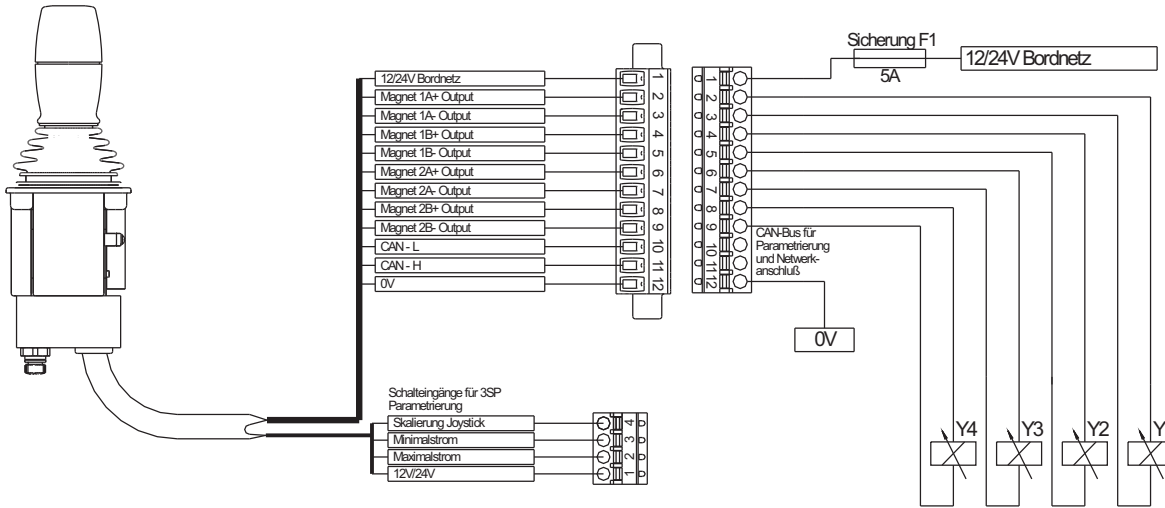 Sicherung F1
5A
12/24V Bordnetz
12/24V Bordnetz
Magnet 1A+ Output
Magnet 1A- Output
Magnet 1B+ Output
Magnet 1B- Output
Magnet 2A+ Output
Magnet 2A- Output
Magnet 2B+ Output
Magnet 2B- Output
CAN - L
CAN - H
0V
1
2
3
4
5
6
7
8
9
10
11
12
1
2
3
4
5
6
7
8
9
10
11
12
CAN-Bus für
Parametrierung
und Netwerk-
anschluß
0V
Schalteingänge für 3SP
Parametrierung
Skalierung Joystick
Minimalstrom
Maximalstrom
12V/24V
4
3
2
1
Y4
Y3
Y2
Y